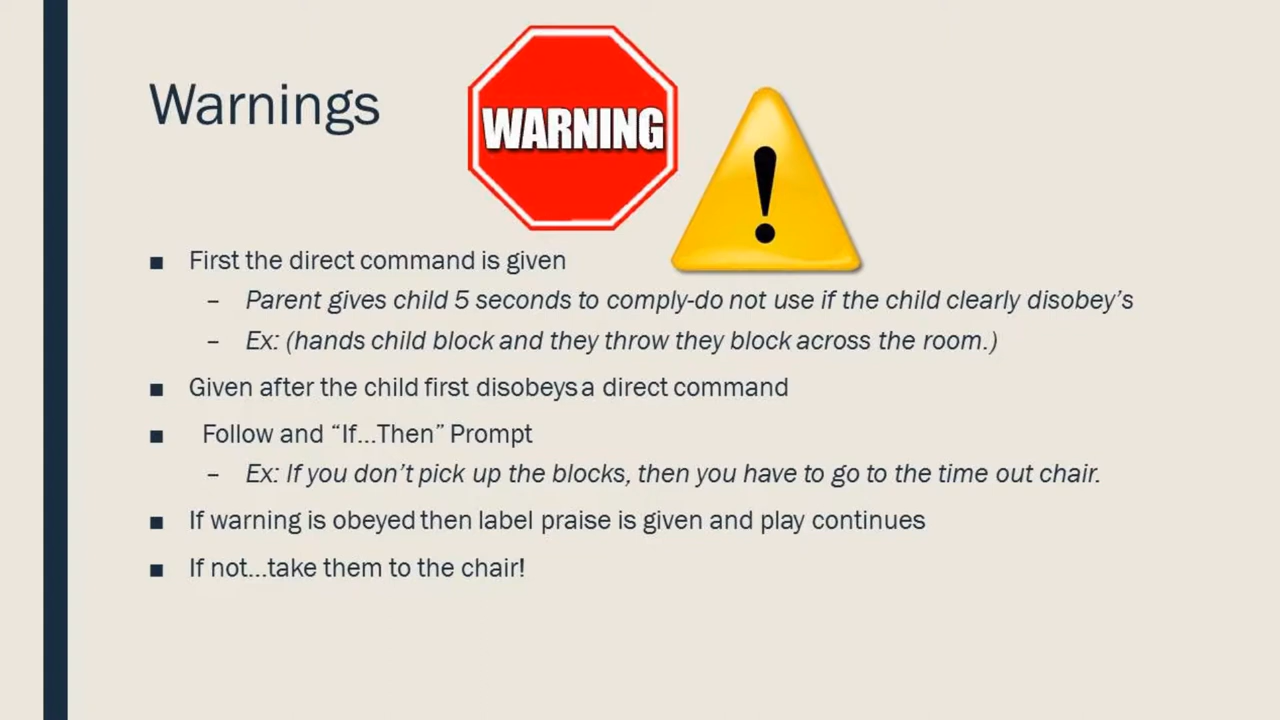 Warnings
WARNING
!
■ First the direct command is given
– Parent gives child 5 seconds to comply-do not use if the child clearly disobey's
– Ex: (hands child block and they throw they block across the room.)
■ Given after the child first disobeys a direct command
■ Follow and “If...Then” Prompt
– Ex: If you don’t pick up the blocks, then you have to go to the time out chair.
■ If warning is obeyed then label praise is given and play continues
■ If not...take them to the chair!